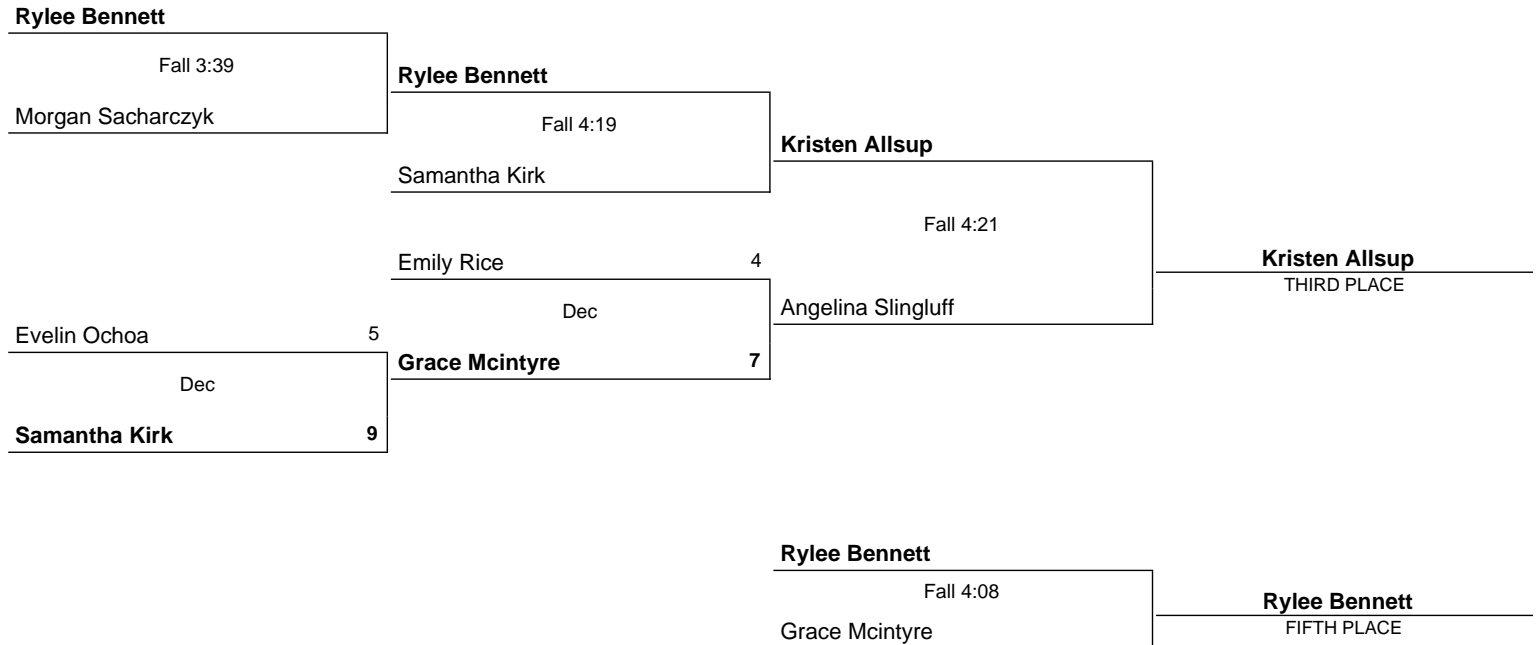 Rylee Bennett
Fall 3:39
Morgan Sacharczyk
Rylee Bennett
Fall 4:19
Samantha Kirk
Kristen Allsup
Fall 4:21
Angelina Slingluff
Kristen Allsup
THIRD PLACE
Emily Rice 4
Dec
Grace Mcintyre 7
Evelin Ochoa 5
Dec
Samantha Kirk 9
Rylee Bennett
Fall 4:08
Grace Mcintyre
Rylee Bennett
FIFTH PLACE